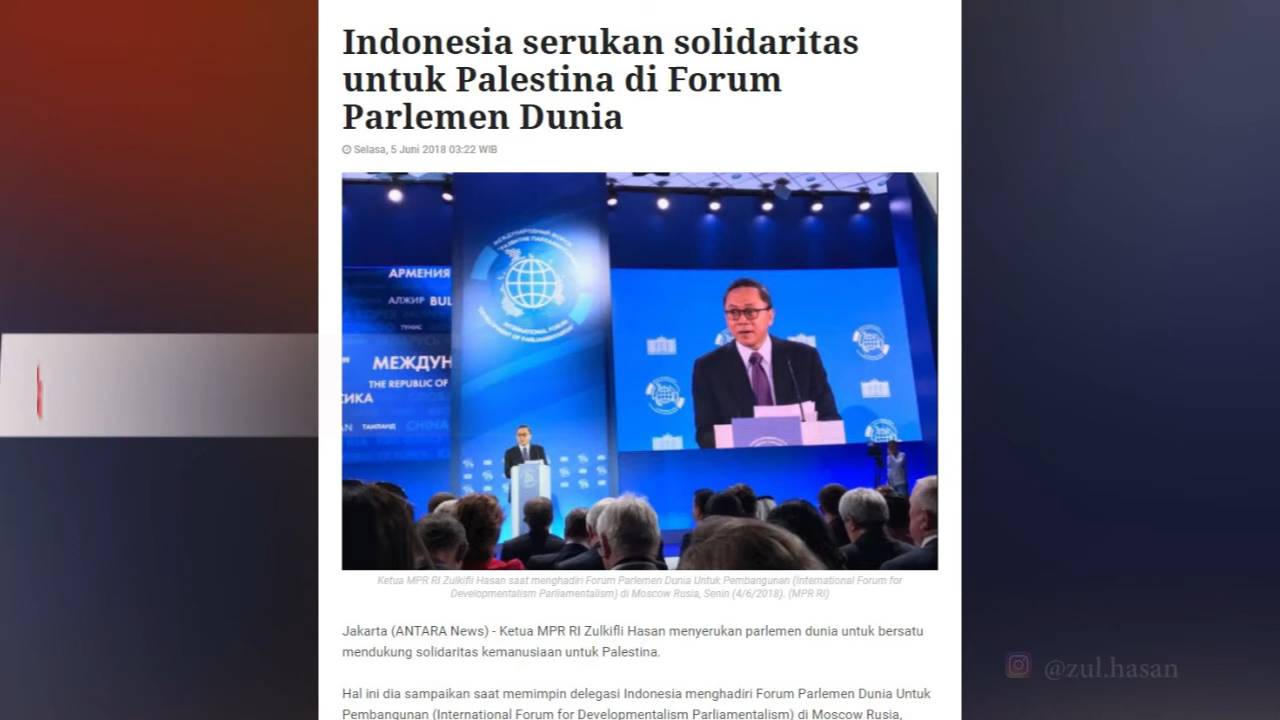 Indonesia serukan solidaritas
untuk Palestina di Forum
Parlemen Dunia
Selasa, 5 Juni 2018 03:22 WIB
АРМЕНИЯ
АЛЖИР BUL
ТУНИС
МЕЖДУН
THE REPUBLIC OF
ТАИЛАНД CHINA
Ketua MPR RI Zulkifli Hasan saat menghadiri Forum Parlemen Dunia Untuk Pembangunan (International Forum for
Developmentalism Parliamentalism) di Moscow Rusia, Senin (4/6/2018). (MPR RI)
Jakarta (ANTARA News) - Ketua MPR RI Zulkifli Hasan menyerukan parlemen dunia untuk bersatu
mendukung solidaritas kemanusiaan untuk Palestina.
Hal ini dia sampaikan saat memimpin delegasi Indonesia menghadiri Forum Parlemen Dunia Untuk
Pembangunan (International Forum for Developmentalism Parliamentalism) di Moscow Rusia,
@zul.hasan